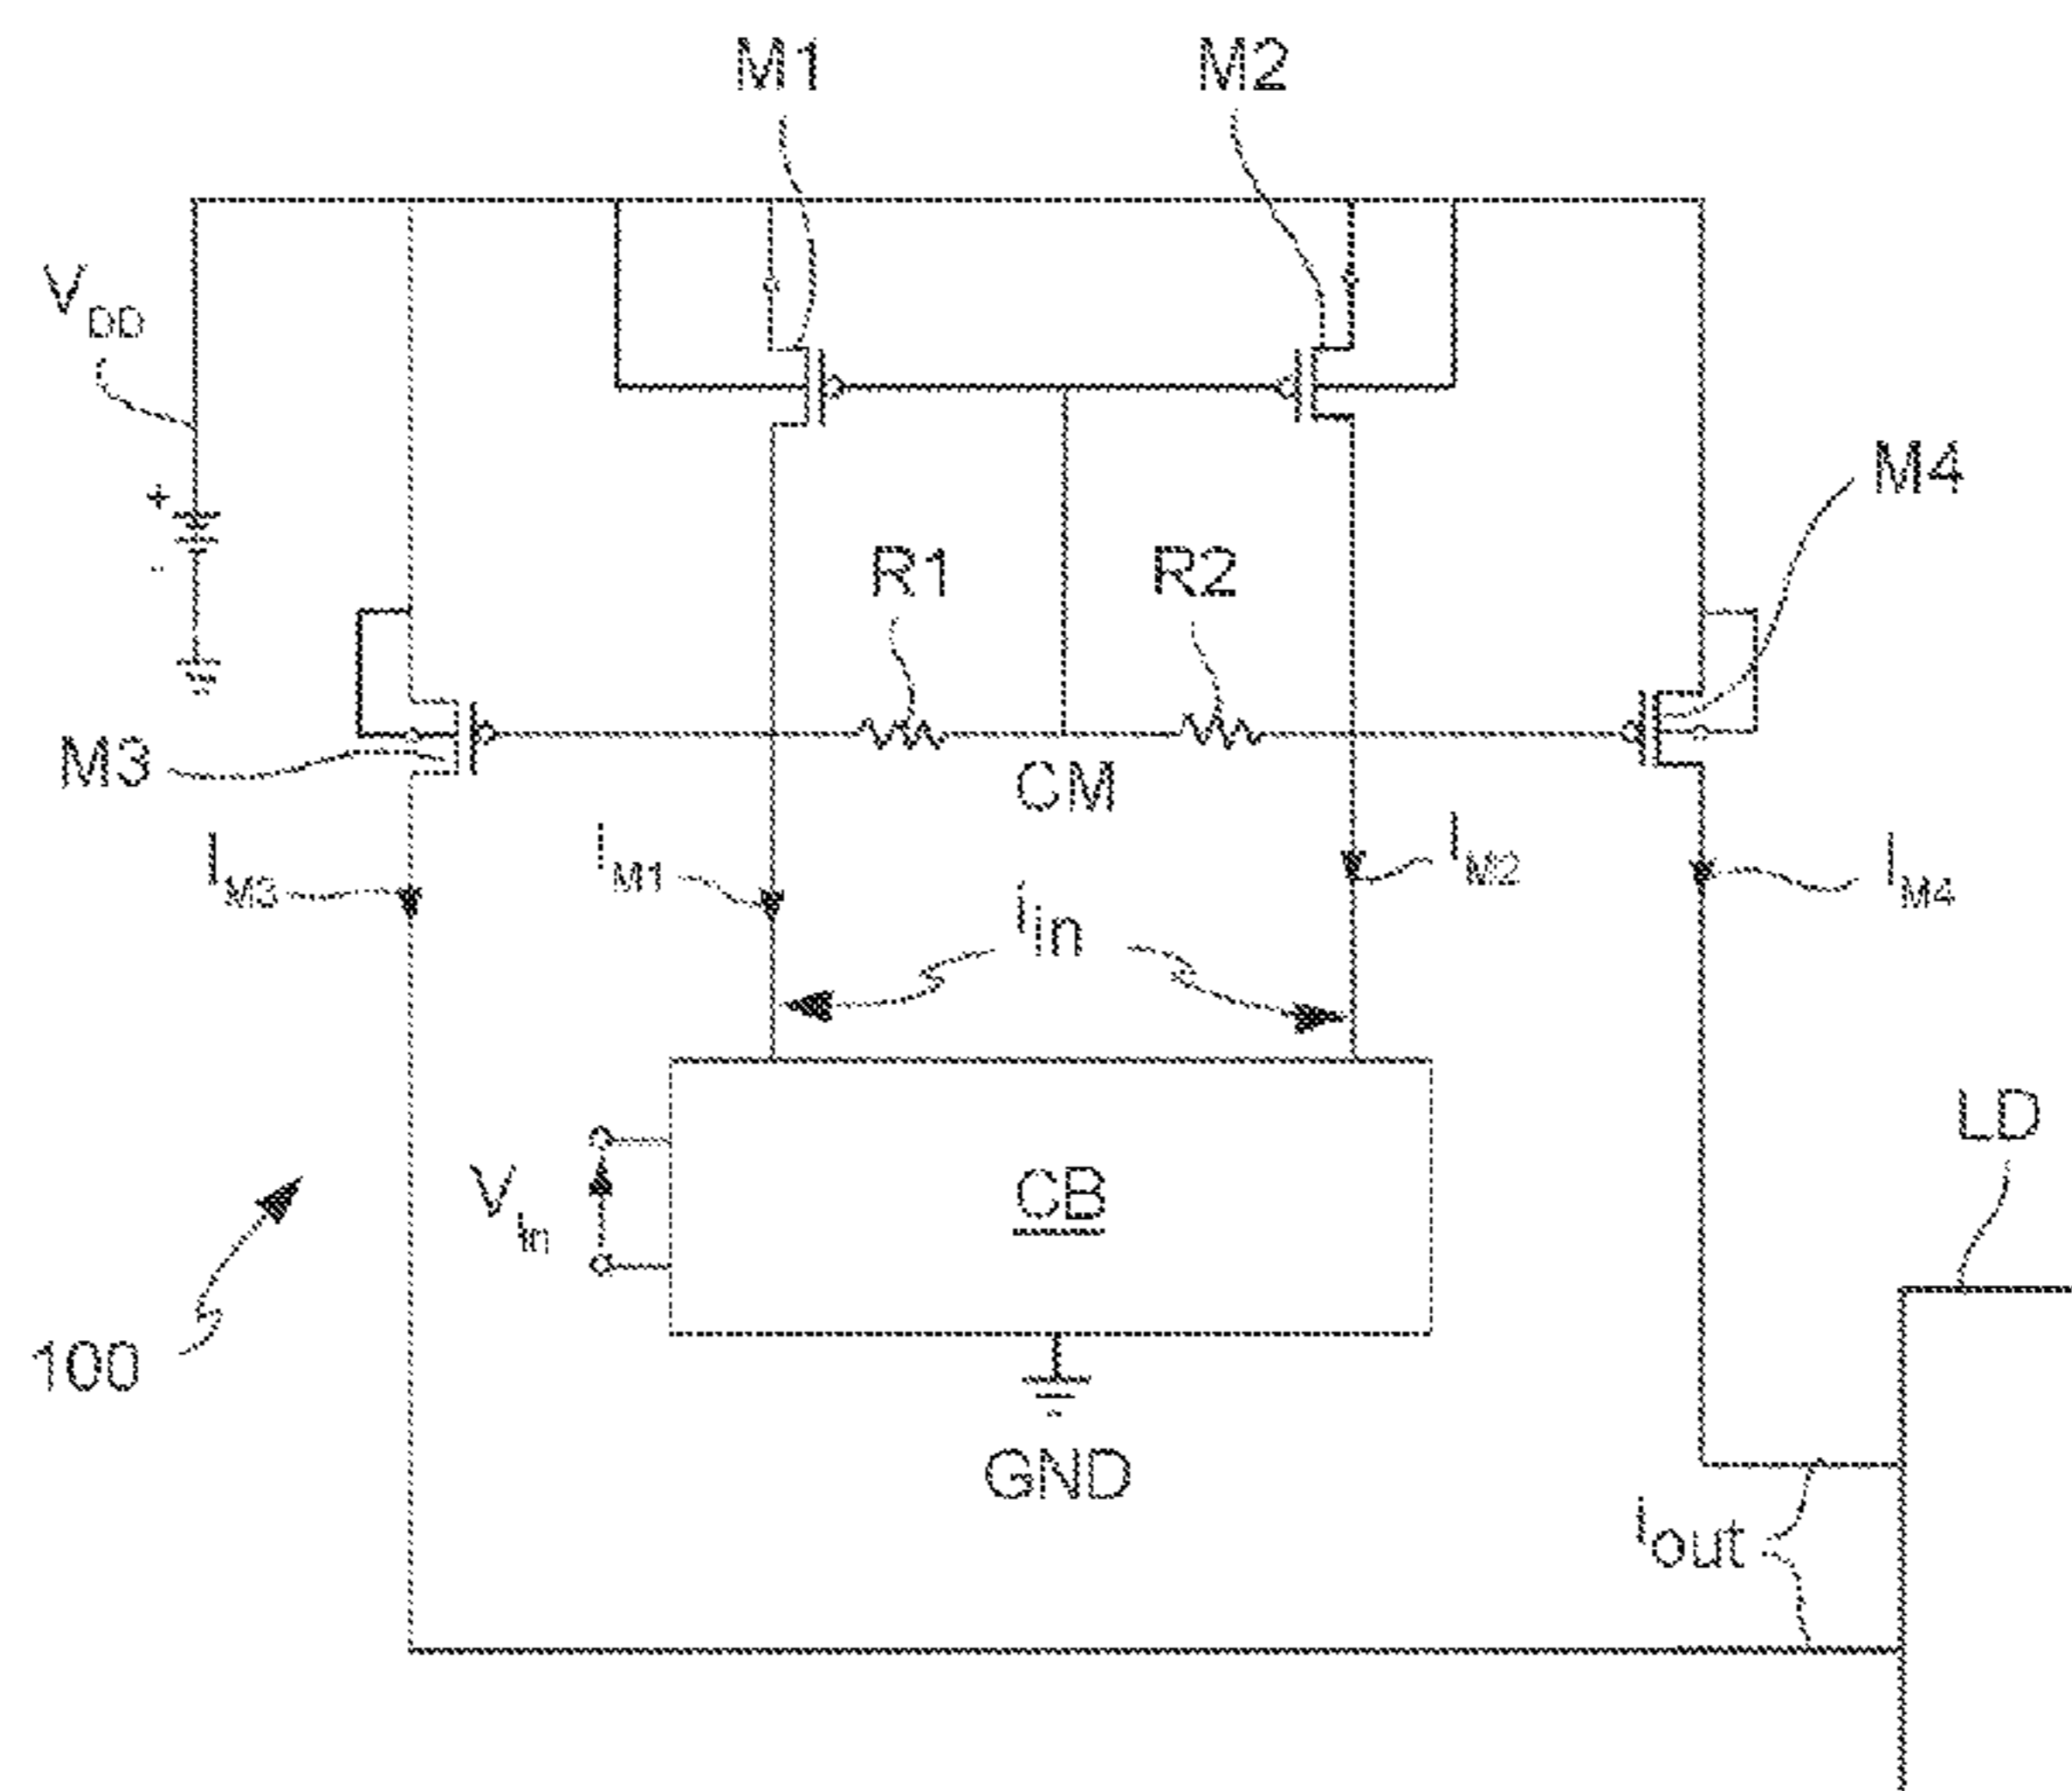 M1
M2
VDD
+
-
M4
R1
R2
M3
CM
IM3
IM1
Iin
IM2
IM4
LD
Vin
CB
100
GND
Iout